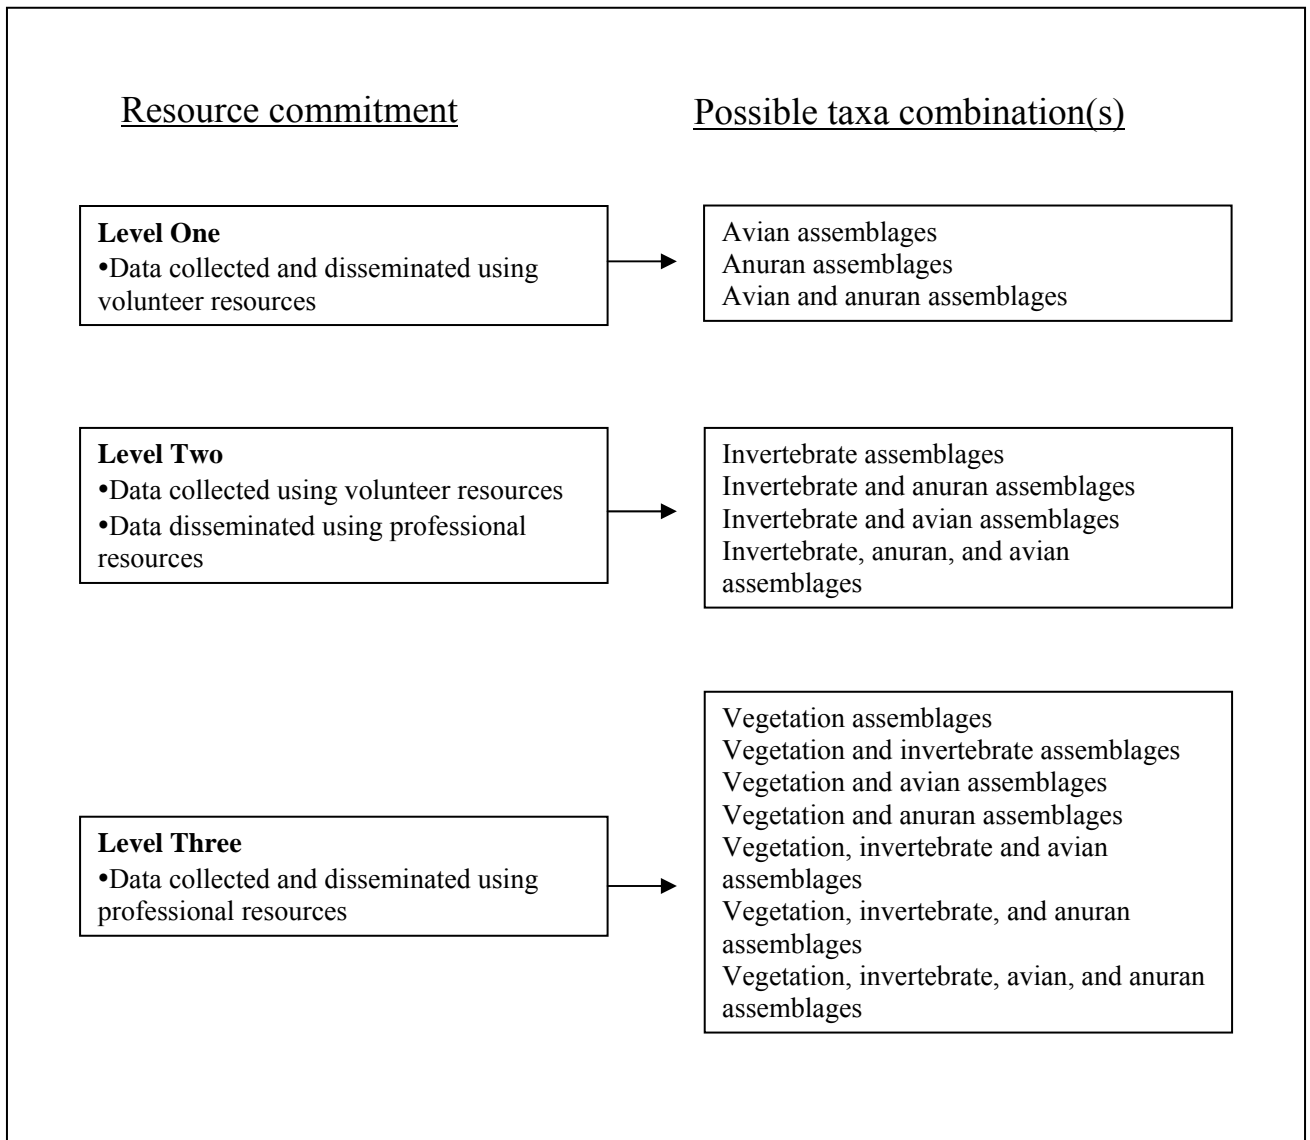 Resource commitment
Possible taxa combination(s)
Level One
•Data collected and disseminated using
volunteer resources
Avian assemblages
Anuran assemblages
Avian and anuran assemblages
Level Two
•Data collected using volunteer resources
•Data disseminated using professional
resources
Invertebrate assemblages
Invertebrate and anuran assemblages
Invertebrate and avian assemblages
Invertebrate, anuran, and avian
assemblages
Level Three
•Data collected and disseminated using
professional resources
Vegetation assemblages
Vegetation and invertebrate assemblages
Vegetation and avian assemblages
Vegetation and anuran assemblages
Vegetation, invertebrate and avian
assemblages
Vegetation, invertebrate, and anuran
assemblages
Vegetation, invertebrate, avian, and anuran
assemblages